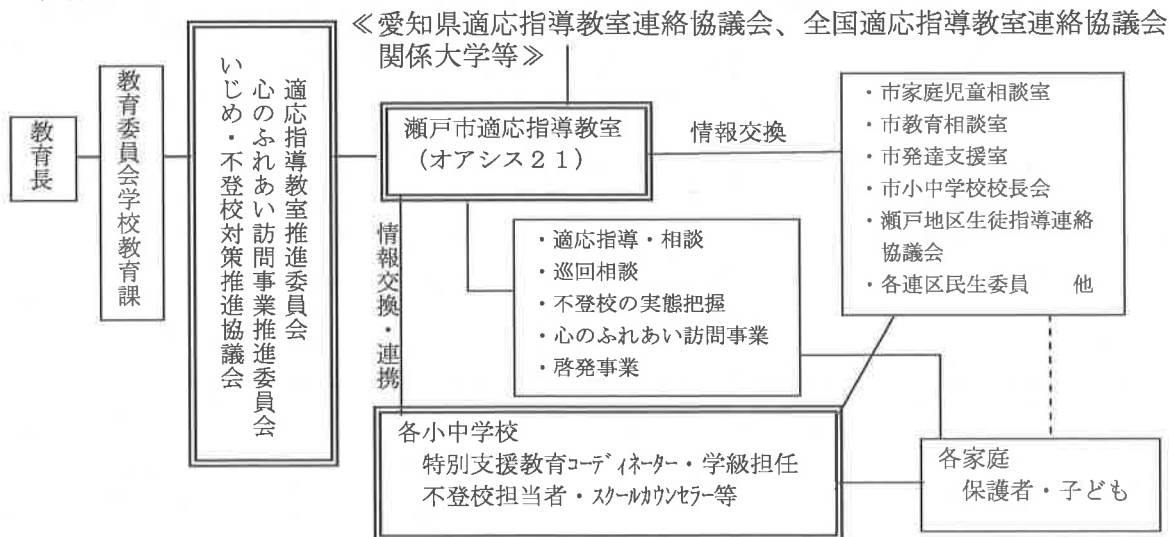 ≪愛知県適応指導教室連絡協議会、全国適応指導教室連絡協議会
関係大学等≫
教育長
教育委員会学校教育課
適応指導教室推進委員会
心のふれあい訪問事業推進委員会
いじめ・不登校対策推進協議会
瀬戸市適応指導教室
(オアシス21)
情報交換
・市家庭児童相談室
・市教育相談室
・市発達支援室
・市小中学校校長会
・瀬戸地区生徒指導連絡
協議会
・各連区民生委員 他
情報交換・連携
・適応指導・相談
・巡回相談
・不登校の実態把握
・心のふれあい訪問事業
・啓発事業
各小中学校
特別支援教育コーディネーター・学級担任
不登校担当者・スクールカウンセラー等
各家庭
保護者・子ども